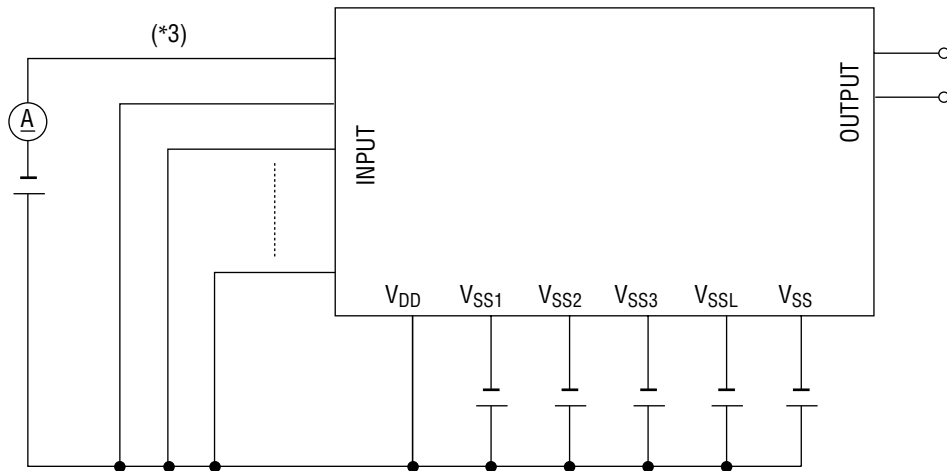 (*3)
A
INPUT
OUTPUT
VDD VSS1 VSS2 VSS3 VSSL VSS